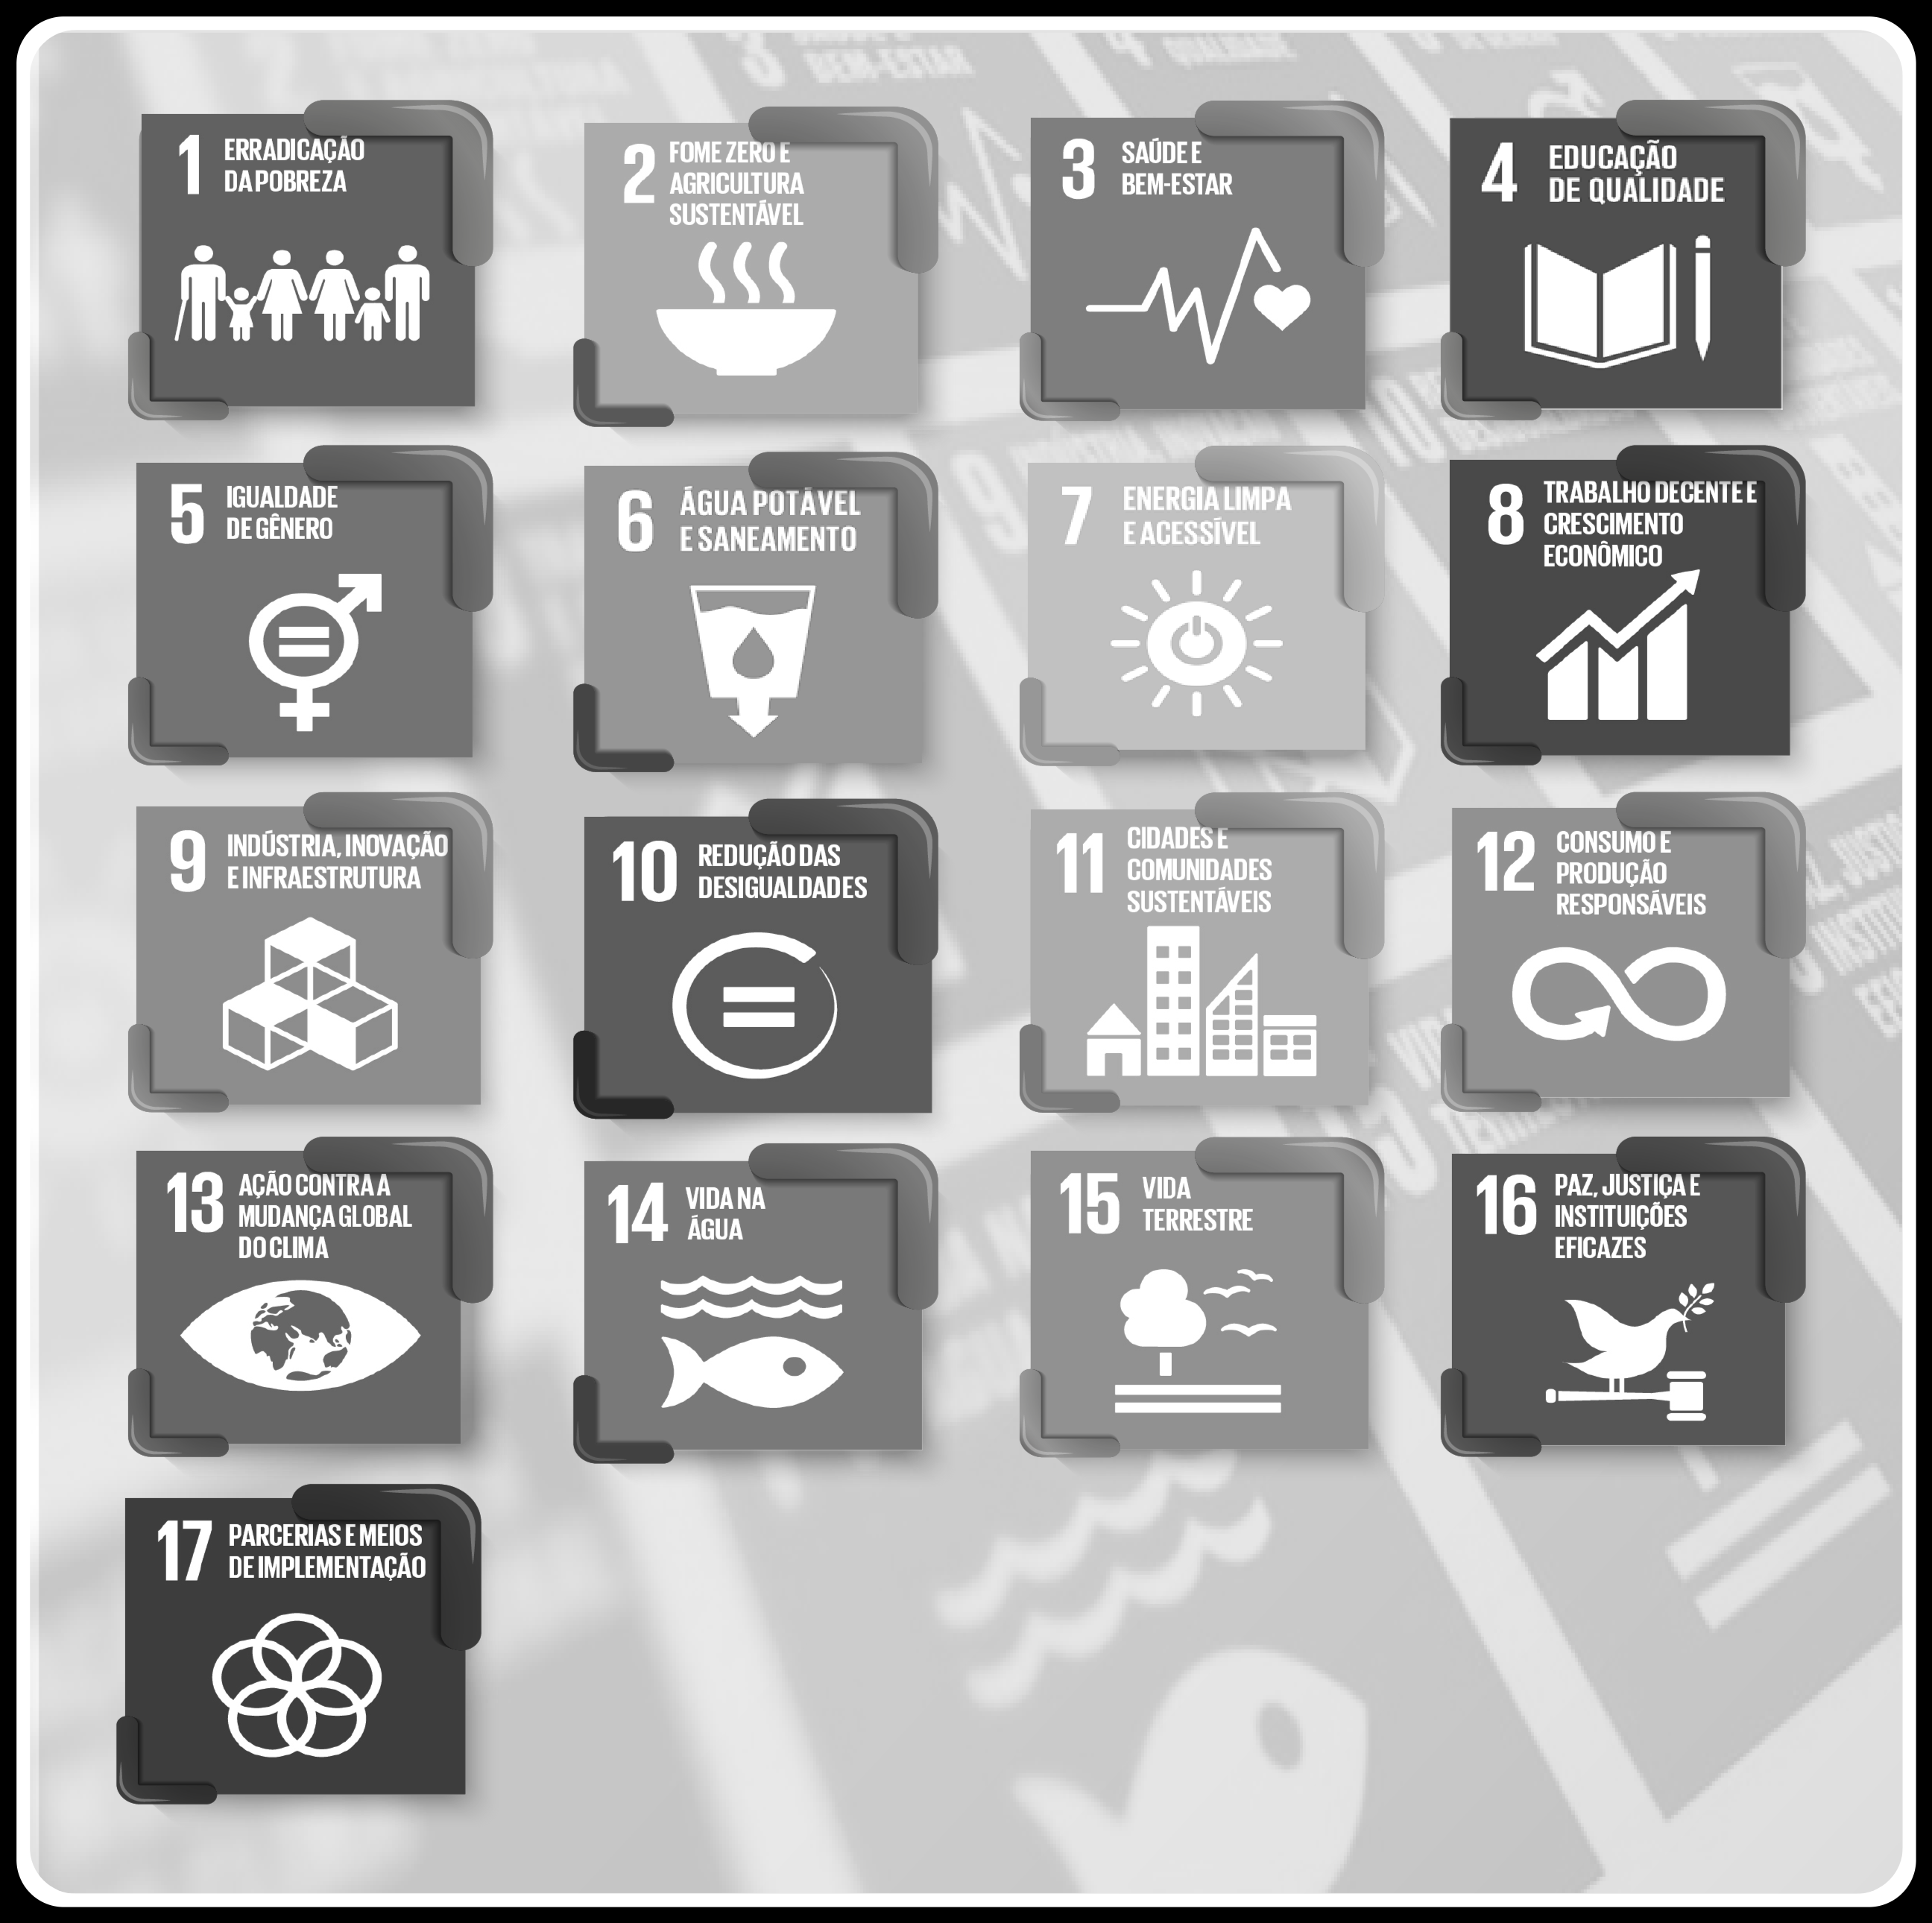 1 ERRADICAÇÃO
DA POBREZA
2 FOME ZERO E
AGRICULTURA
SUSTENTÁVEL
3 SAÚDE E
BEM-ESTAR
4 EDUCAÇÃO
DE QUALIDADE
5 IGUALDADE
DE GÊNERO
6 ÁGUA POTÁVEL
E SANEAMENTO
7 ENERGIA LIMPA
E ACESSÍVEL
8 TRABALHO DECENTE E
CRESCIMENTO
ECONÔMICO
9 INDÚSTRIA, INOVAÇÃO
E INFRAESTRUTURA
10 REDUÇÃO DAS
DESIGUALDADES
11 CIDADES E
COMUNIDADES
SUSTENTÁVEIS
12 CONSUMO E
PRODUÇÃO
RESPONSÁVEIS
13 AÇÃO CONTRA A
MUDANÇA GLOBAL
DO CLIMA
14 VIDA NA
ÁGUA
15 VIDA
TERRESTRE
16 PAZ, JUSTIÇA E
INSTITUIÇÕES
EFICAZES
17 PARCERIAS E MEIOS
DE IMPLEMENTAÇÃO